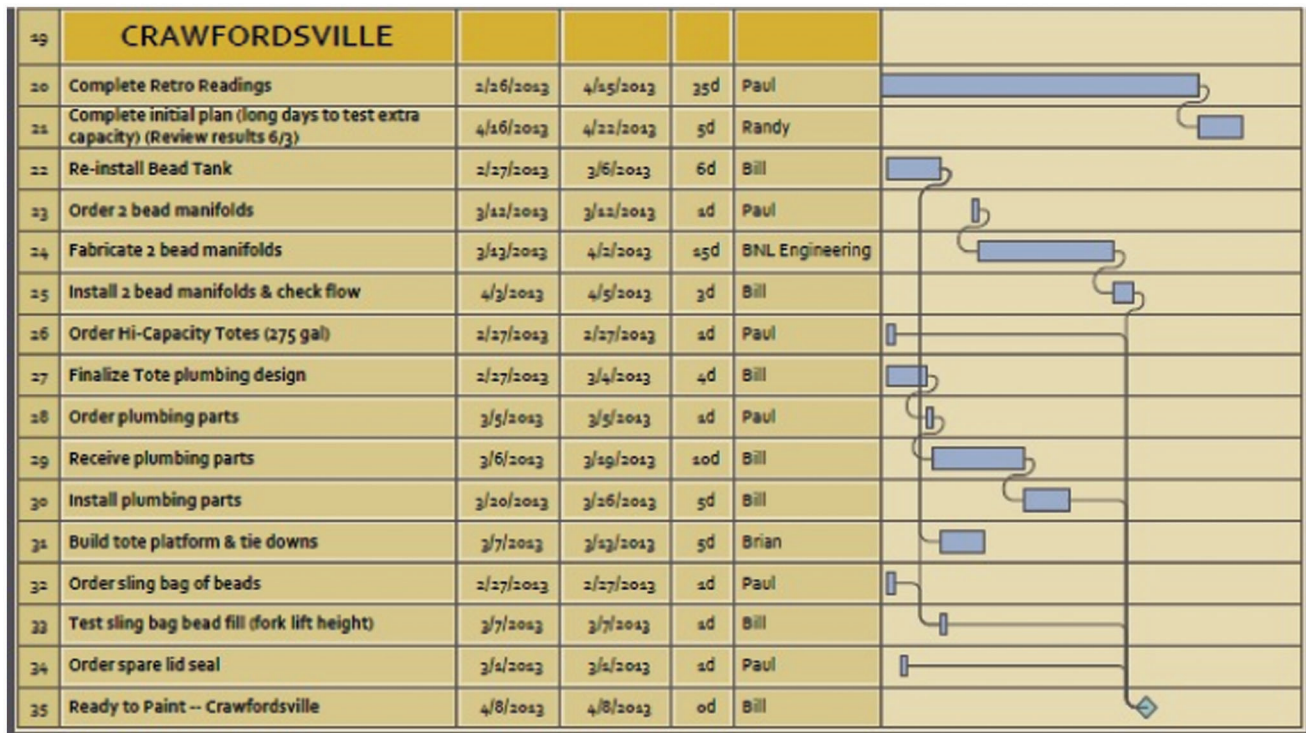 19 CRAWFORDSVILLE
20 Complete Retro Readings 2/26/2013 4/15/2013 35d Paul
21 Complete initial plan (long days to test extra
capacity) (Review results 6/3) 4/16/2013 4/22/2013 5d Randy
22 Re-install Bead Tank 2/27/2013 3/6/2013 6d Bill
23 Order 2 bead manifolds 3/12/2013 3/12/2013 1d Paul
24 Fabricate 2 bead manifolds 3/13/2013 4/2/2013 15d BNL Engineering
25 Install 2 bead manifolds & check flow 4/3/2013 4/5/2013 3d Bill
26 Order Hi-Capacity Totes (275 gal) 2/27/2013 2/27/2013 1d Paul
27 Finalize Tote plumbing design 2/27/2013 3/4/2013 4d Bill
28 Order plumbing parts 3/5/2013 3/5/2013 1d Paul
29 Receive plumbing parts 3/6/2013 3/19/2013 10d Bill
30 Install plumbing parts 3/20/2013 3/26/2013 5d Bill
31 Build tote platform & tie downs 3/7/2013 3/13/2013 5d Brian
32 Order sling bag of beads 2/27/2013 2/27/2013 1d Paul
33 Test sling bag bead fill (fork lift height) 3/7/2013 3/7/2013 1d Bill
34 Order spare lid seal 3/1/2013 3/1/2013 1d Paul
35 Ready to Paint -- Crawfordsville 4/8/2013 4/8/2013 0d Bill